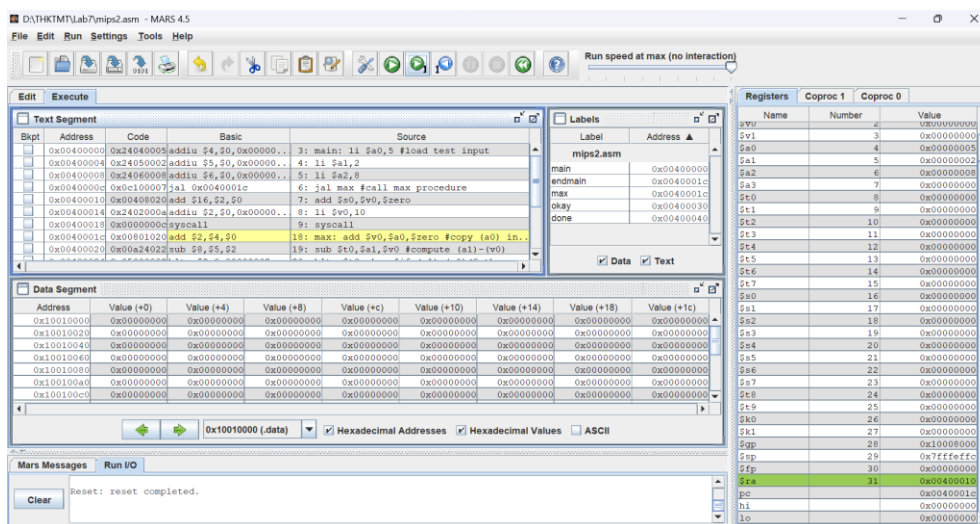 D:\THKTMT\Lab7\mips2.asm - MARS 4.5
File Edit Run Settings Tools Help
Run speed at max (no interaction)
Edit Execute
Text Segment
Bkpt Address Code Basic Source
0x00400000 0x24040005 addiu $4,$0,0x00000... 3: main: li $a0,5 #load test input
0x00400004 0x24050002 addiu $5,$0,0x00000... 4: li $a1,2
0x00400008 0x24060008 addiu $6,$0,0x00000... 5: li $a2,8
0x0040000c 0x0c100007 jal 0x0040001c 6: jal max #call max procedure
0x00400010 0x00408020 add $16,$2,$0 7: add $s0,$v0,$zero
0x00400014 0x2402000a addiu $2,$0,0x00000... 8: li $v0,10
0x00400018 0x0000000c syscall 9: syscall
0x0040001c 0x00801020 add $2,$4,$0 18: max: add $v0,$a0,$zero #copy (a0) in..
0x00400020 0x00a24022 sub $8,$5,$2 19: sub $t0,$a1,$v0 #compute (a1)-(v0)
Labels
Label Address ▲
mips2.asm
main 0x00400000
endmain 0x0040001c
max 0x0040001c
okay 0x00400030
done 0x00400040
Data Text
Data Segment
Address Value (+0) Value (+4) Value (+8) Value (+c) Value (+10) Value (+14) Value (+18) Value (+1c)
0x10010000 0x00000000 0x00000000 0x00000000 0x00000000 0x00000000 0x00000000 0x00000000 0x00000000
0x10010020 0x00000000 0x00000000 0x00000000 0x00000000 0x00000000 0x00000000 0x00000000 0x00000000
0x10010040 0x00000000 0x00000000 0x00000000 0x00000000 0x00000000 0x00000000 0x00000000 0x00000000
0x10010060 0x00000000 0x00000000 0x00000000 0x00000000 0x00000000 0x00000000 0x00000000 0x00000000
0x10010080 0x00000000 0x00000000 0x00000000 0x00000000 0x00000000 0x00000000 0x00000000 0x00000000
0x100100a0 0x00000000 0x00000000 0x00000000 0x00000000 0x00000000 0x00000000 0x00000000 0x00000000
0x100100c0 0x00000000 0x00000000 0x00000000 0x00000000 0x00000000 0x00000000 0x00000000 0x00000000
0x10010000 (.data) Hexadecimal Addresses Hexadecimal Values ASCII
Mars Messages Run I/O
Clear
Reset: reset completed.
Registers Coproc 1 Coproc 0
Name Number Value
$v0 2 0x00000000
$v1 3 0x00000000
$a0 4 0x00000005
$a1 5 0x00000002
$a2 6 0x00000008
$a3 7 0x00000000
$t0 8 0x00000000
$t1 9 0x00000000
$t2 10 0x00000000
$t3 11 0x00000000
$t4 12 0x00000000
$t5 13 0x00000000
$t6 14 0x00000000
$t7 15 0x00000000
$s0 16 0x00000000
$s1 17 0x00000000
$s2 18 0x00000000
$s3 19 0x00000000
$s4 20 0x00000000
$s5 21 0x00000000
$s6 22 0x00000000
$s7 23 0x00000000
$t8 24 0x00000000
$t9 25 0x00000000
$k0 26 0x00000000
$k1 27 0x00000000
$gp 28 0x10008000
$sp 29 0x7fffeffc
$fp 30 0x00000000
$ra 31 0x00400010
pc 0x0040001c
hi 0x00000000
lo 0x00000000